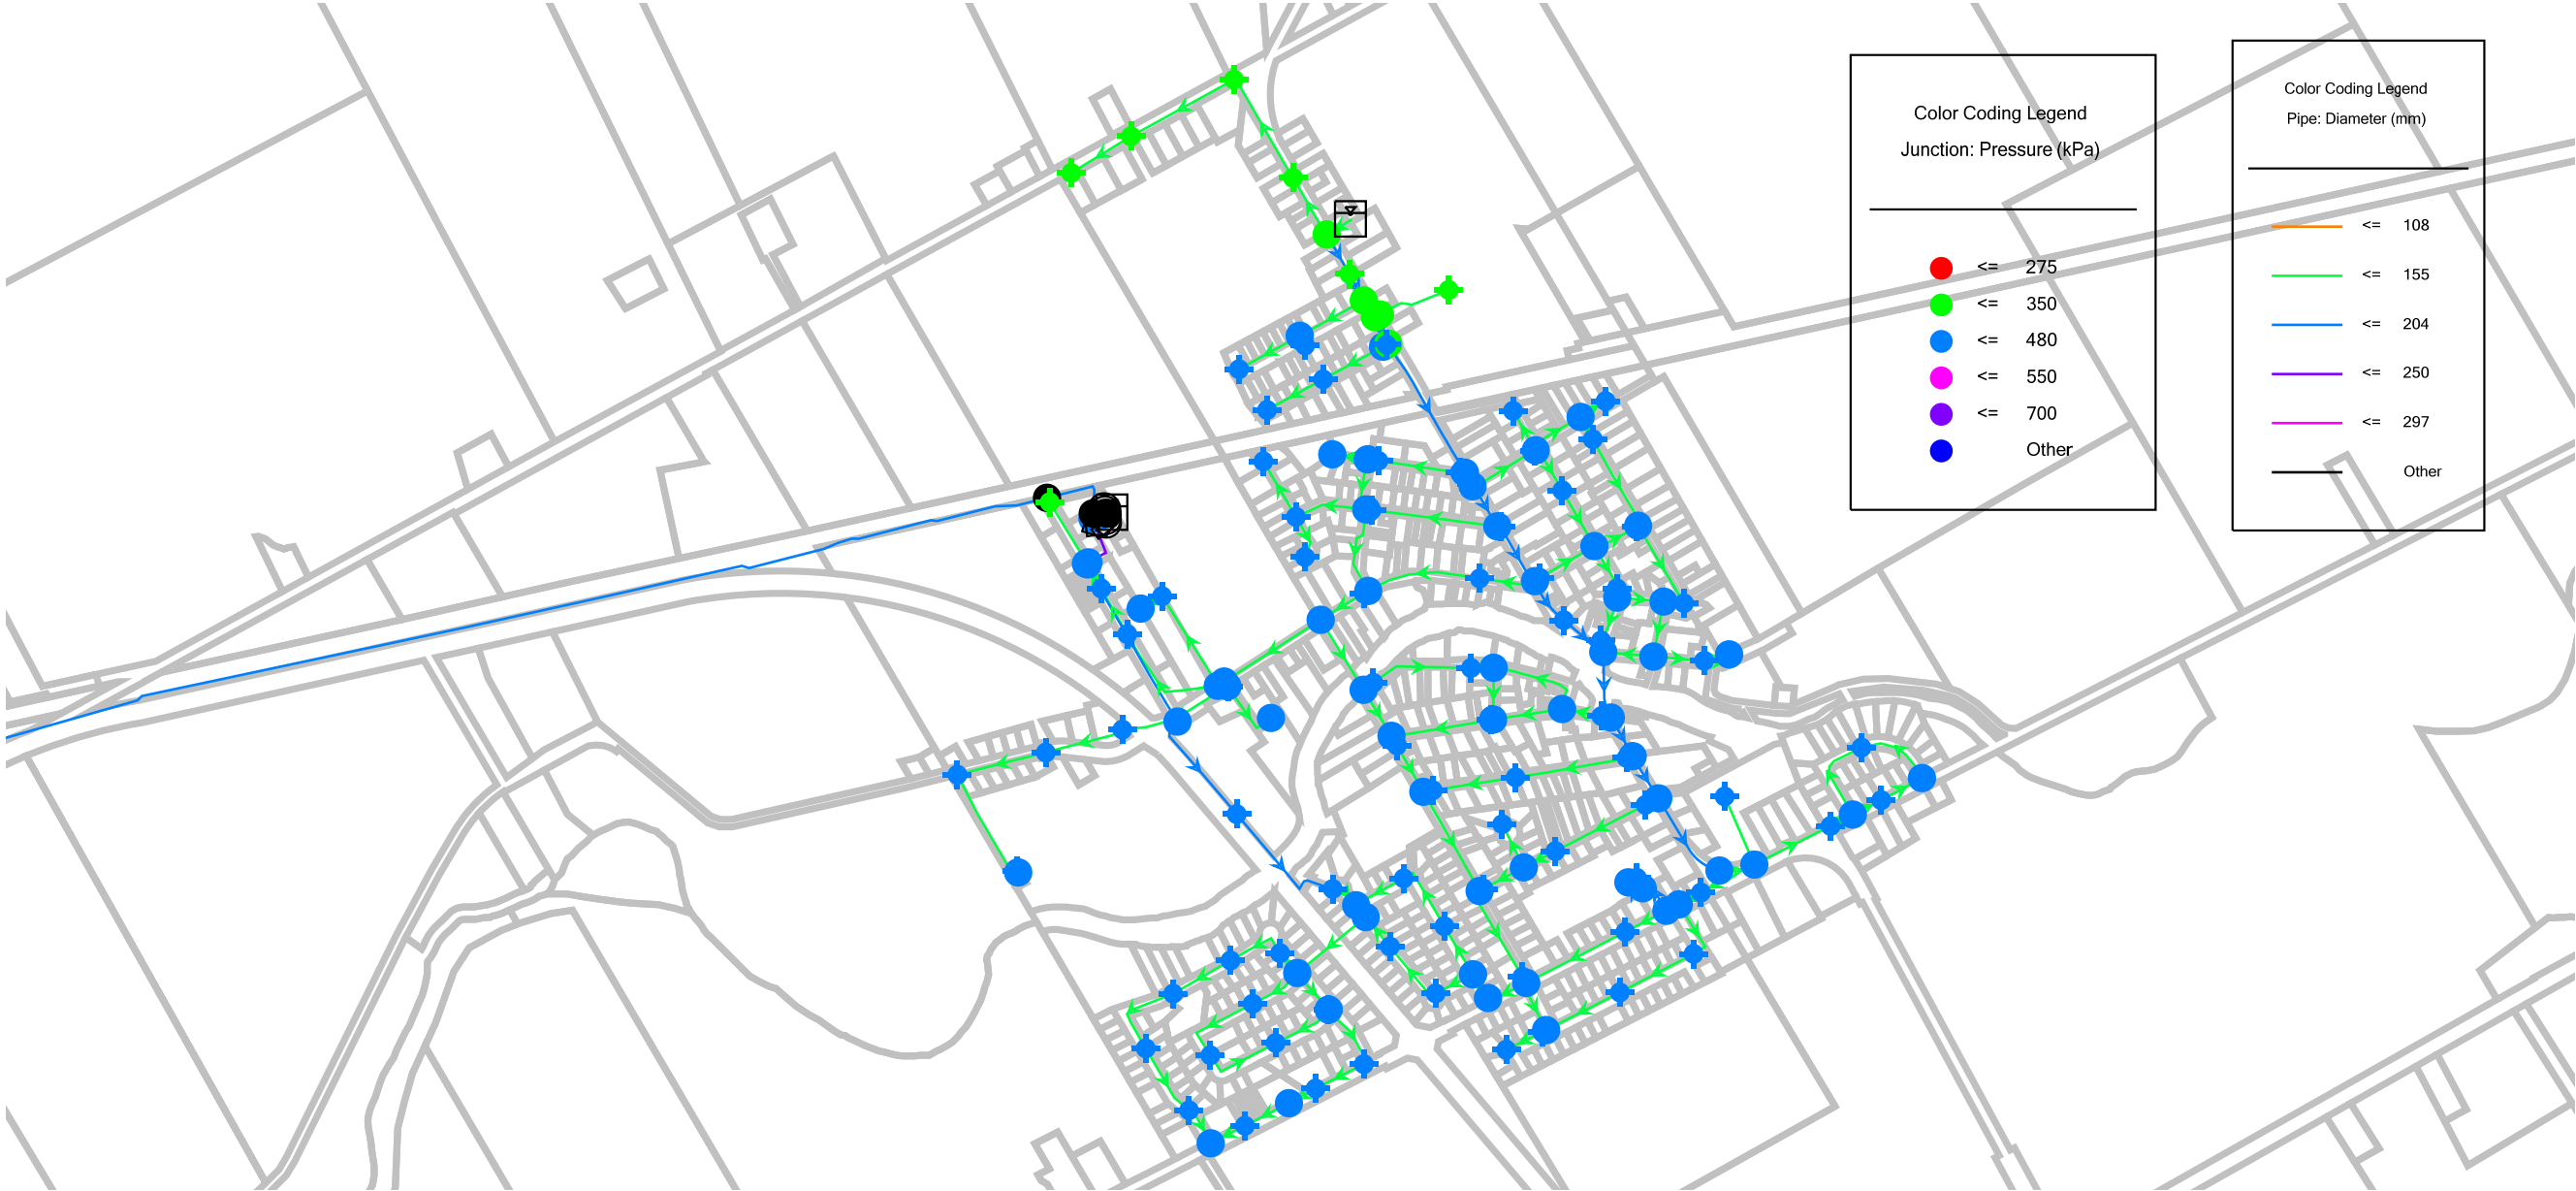 Color Coding Legend
Junction: Pressure (kPa)
<= 275
<= 350
<= 480
<= 550
<= 700
Other
Color Coding Legend
Pipe: Diameter (mm)
<= 108
<= 155
<= 204
<= 250
<= 297
Other